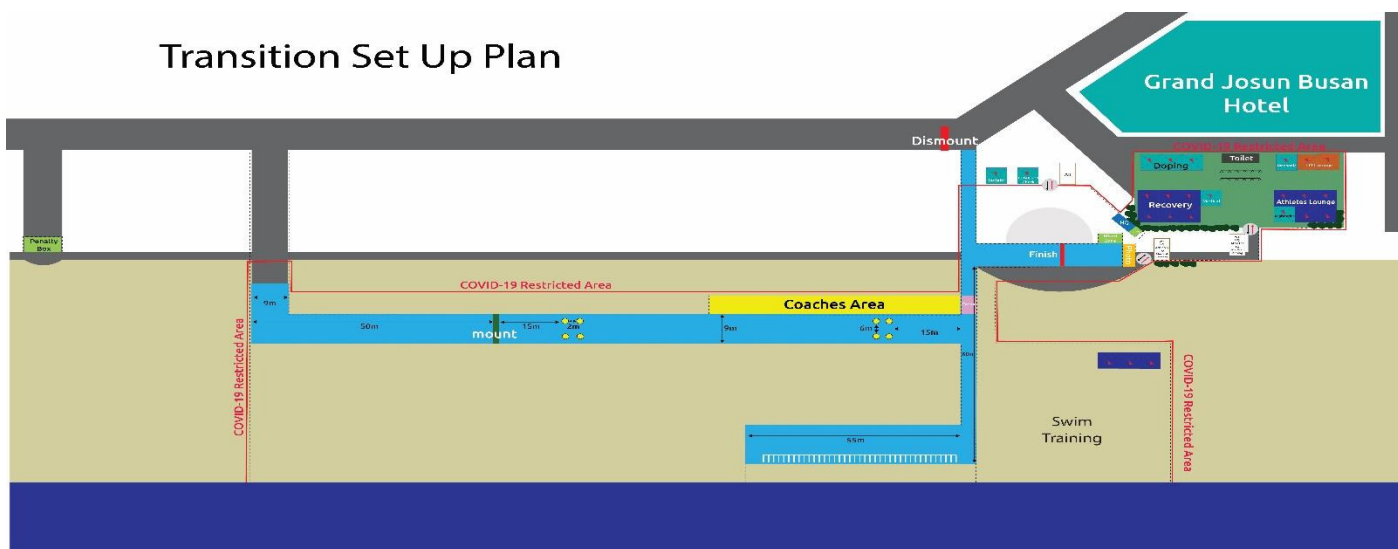 Transition Set Up Plan
Grand Josun Busan
Hotel
Dismount
COVID-19 Restricted Area
Doping
Toilet
Recovery
Athletes Lounge
Penalty
Box
Finish
COVID-19 Restricted Area
9m
Coaches Area
50m
mount
15m
2m
9m
6m
15m
COVID-19 Restricted Area
COVID-19 Restricted Area
Swim
Training
55m